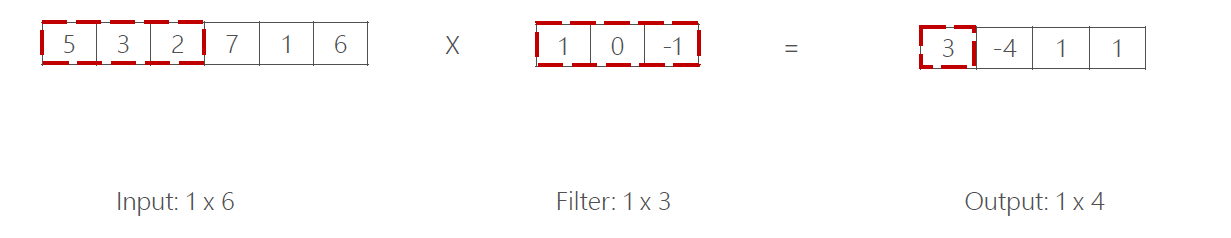 5 3 2 7 1 6 X 1 0 -1 = 3 -4 1 1
Input: 1 x 6 Filter: 1 x 3 Output: 1 x 4